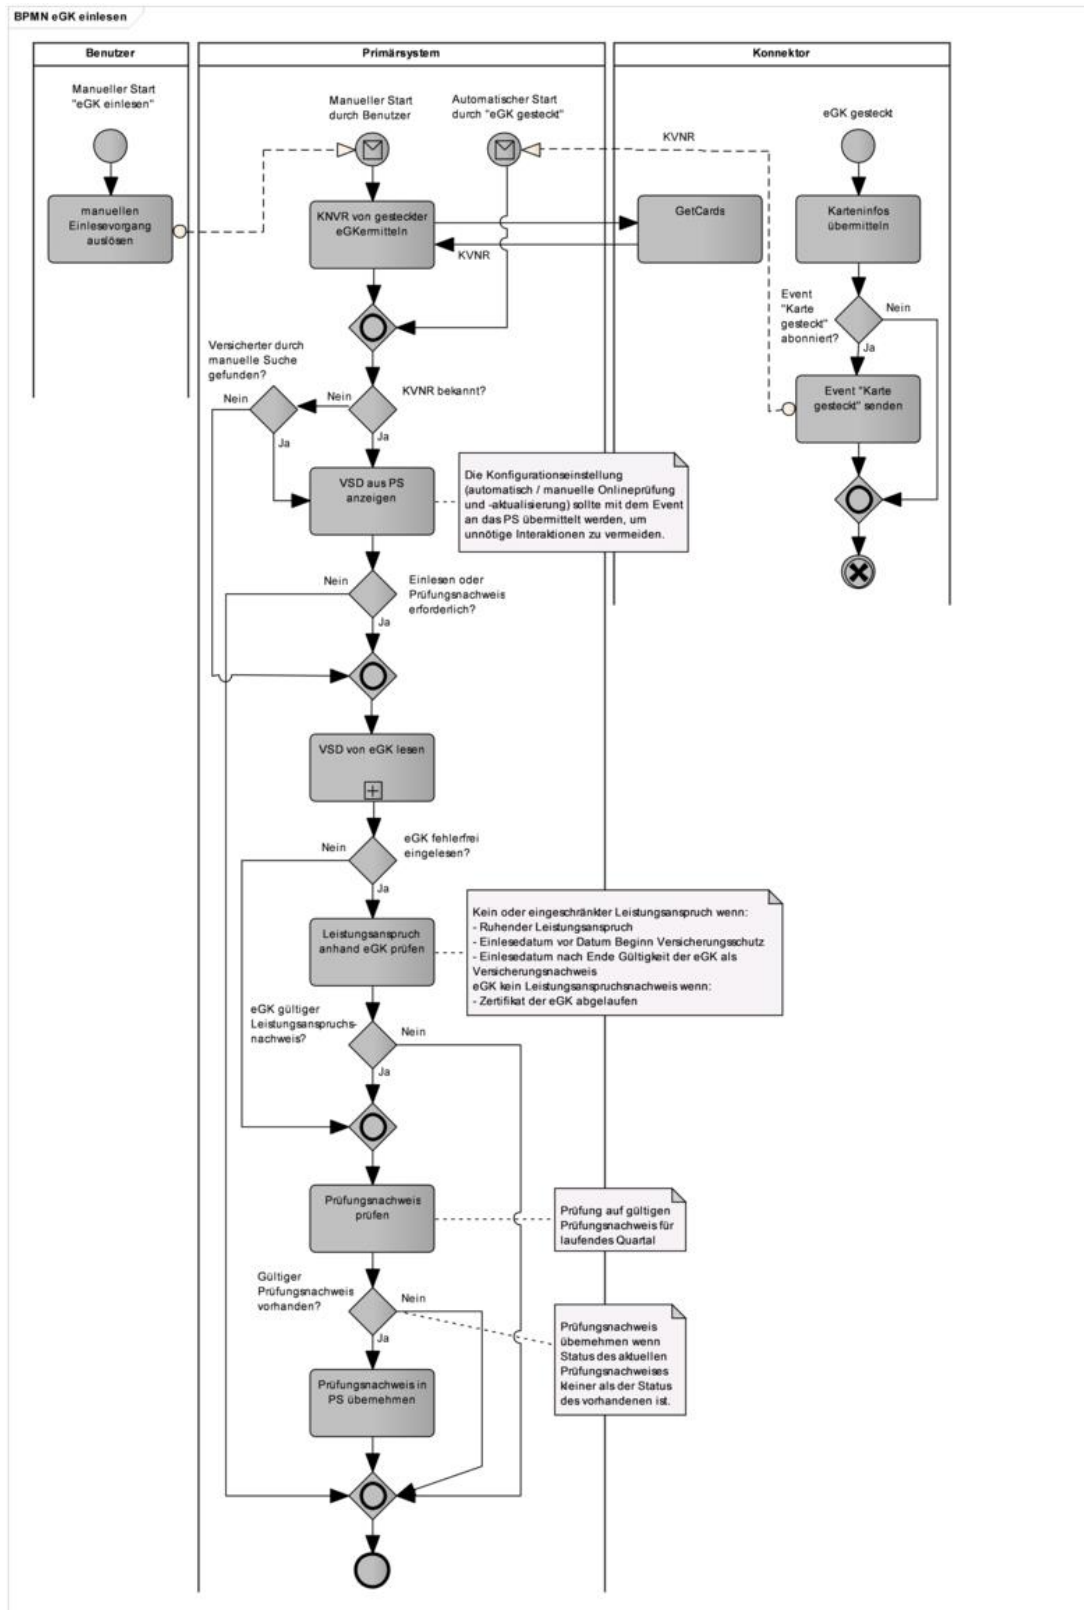 BPMN eGK einlesen
Benutzer
Primärsystem
Konnektor
Manueller Start
"eGK einlesen"
Manueller Start
durch Benutzer
Automatischer Start
durch "eGK gesteckt"
eGK gesteckt
KVNR
manuellen
Einlesevorgang
auslösen
KNVR von gesteckter
eGKermitteln
GetCards
Karteninfos
übermitteln
KVNR
Event
"Karte
gesteckt"
abonniert?
Nein
Ja
Versicherter durch
manuelle Suche
gefunden?
KVNR bekannt?
Nein
Nein
Ja
Ja
Event "Karte
gesteckt" senden
VSD aus PS
anzeigen
Die Konfigurationseinstellung
(automatisch / manuelle Onlineprüfung
und -aktualisierung) sollte mit dem Event
an das PS übermittelt werden, um
unnötige Interaktionen zu vermeiden.
Nein
Einlesen oder
Prüfungsnachweis
erforderlich?
Ja
VSD von eGK lesen
Nein
eGK fehlerfrei
eingelesen?
Ja
Leistungsanspruch
anhand eGK prüfen
Kein oder eingeschränkter Leistungsanspruch wenn:
- Ruhender Leistungsanspruch
- Einlesedatum vor Datum Beginn Versicherungsschutz
- Einlesedatum nach Ende Gültigkeit der eGK als
Versicherungsnachweis
eGK kein Leistungsanspruchsnachweis wenn:
- Zertifikat der eGK abgelaufen
eGK gültiger
Leistungsanspruchs-
nachweis?
Nein
Ja
Prüfungsnachweis
prüfen
Prüfung auf gültigen
Prüfungsnachweis für
laufendes Quartal
Gültiger
Prüfungsnachweis
vorhanden?
Nein
Ja
Prüfungsnachweis
übernehmen wenn
Status des aktuellen
Prüfungsnachweises
kleiner als der Status
des vorhandenen ist.
Prüfungsnachweis in
PS übernehmen